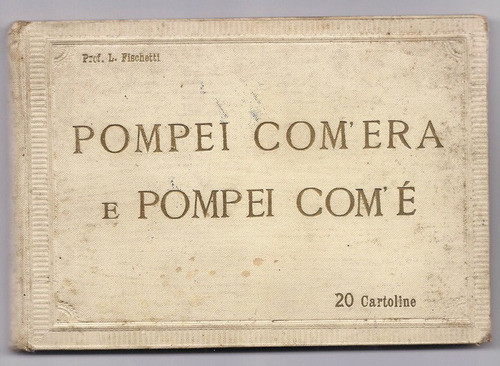 Prof. L. Fischetti
POMPEI COM'ERA
E POMPEI COM'É
20 Cartoline